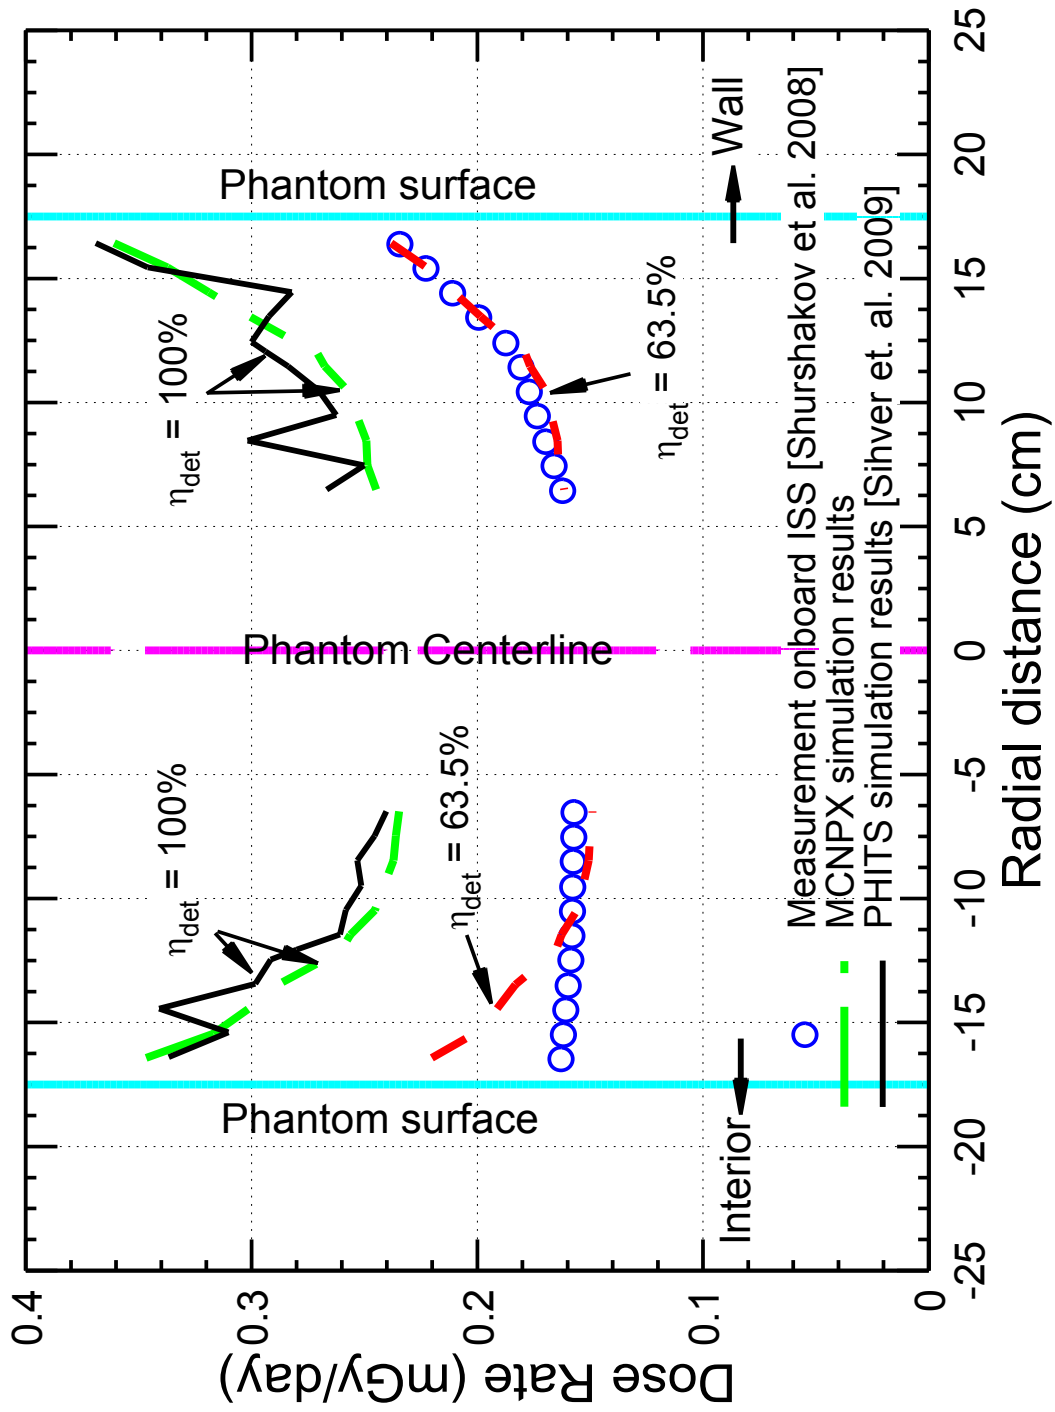 Dose Rate (mGy/day)
0.4
0.3
0.2
0.1
0
-25
-20
-15
-10
-5
0
5
10
15
20
25
Radial distance (cm)
Phantom surface
Phantom Centerline
Phantom surface
ηdet = 100%
ηdet = 100%
ηdet = 63.5%
ηdet = 63.5%
Interior
Wall
Measurement onboard ISS [Shurshakov et al. 2008]
MCNPX simulation results
PHITS simulation results [Sihver et. al. 2009]